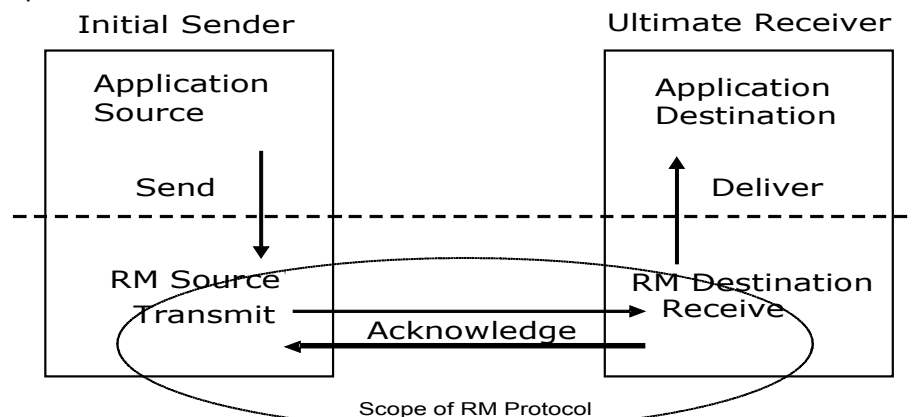 Initial Sender
Ultimate Receiver
Application
Source
Application
Destination
Send
Deliver
RM Source
Transmit
RM Destination
Receive
Acknowledge
Scope of RM Protocol